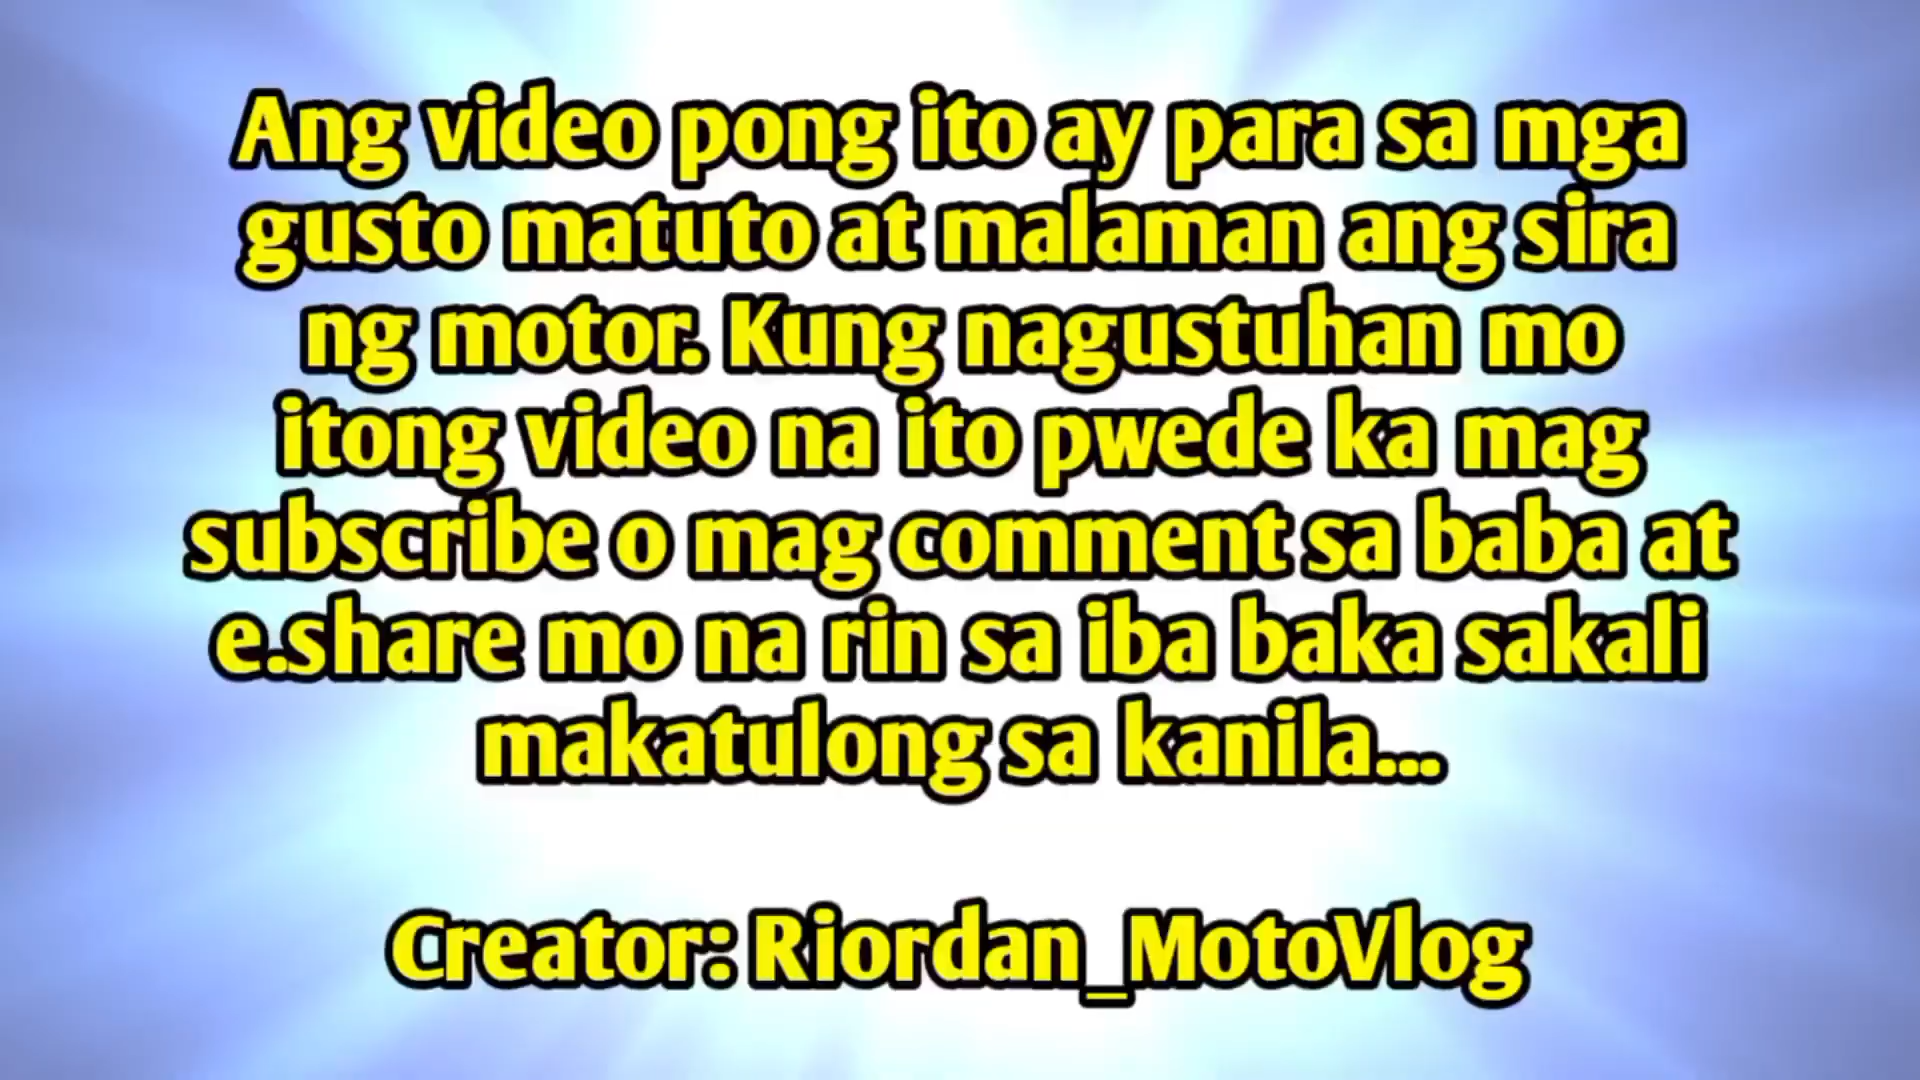 Ang video pong ito ay para sa mga
gusto matuto at malaman ang sira
ng motor. Kung nagustuhan mo
itong video na ito pwede ka mag
subscribe o mag comment sa baba at
e.share mo na rin sa iba baka sakali
makatulong sa kanila...
Creator: Riordan_MotoVlog